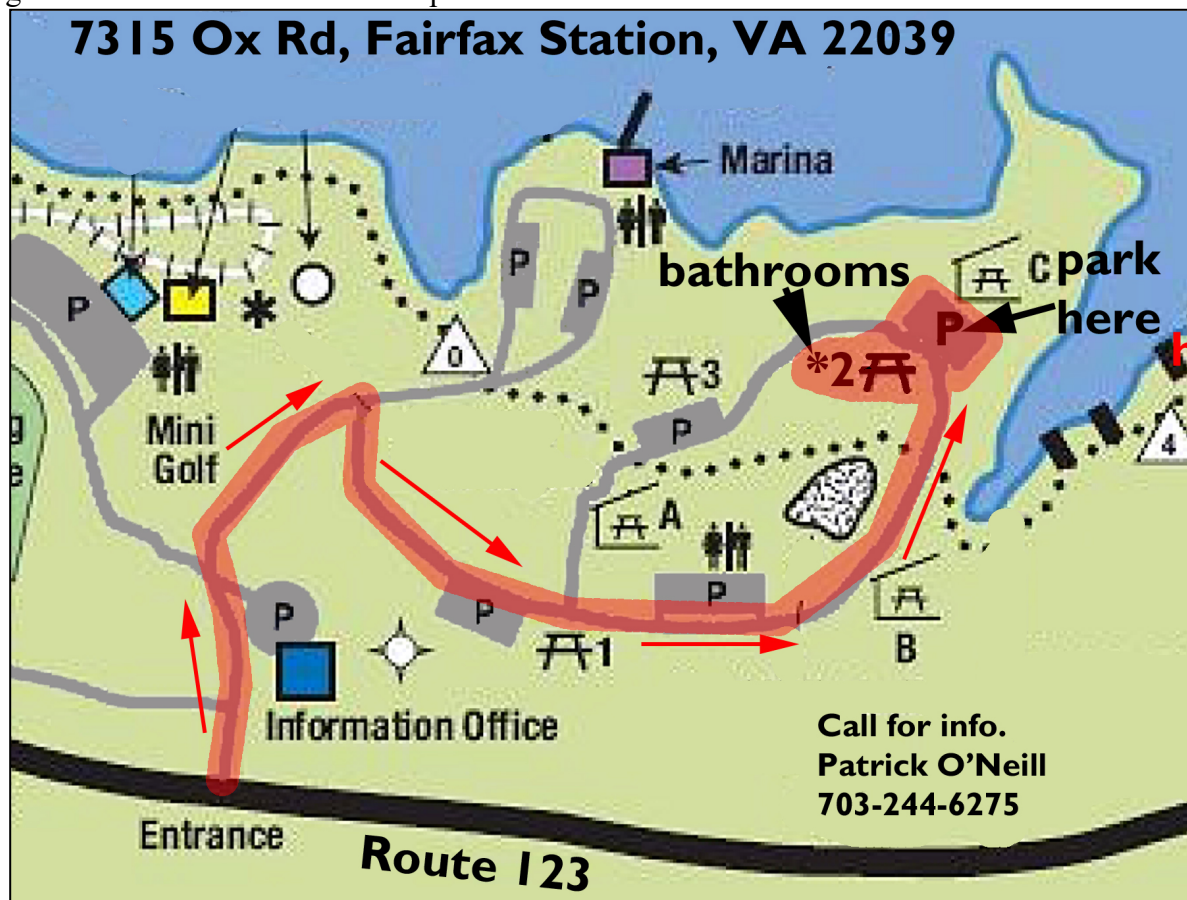 7315 Ox Rd, Fairfax Station, VA 22039
Marina
P
P
bathrooms
C
park
here
P
P
0
*2
3
Mini
Golf
P
4
A
P
P
P
1
B
Information Office
Call for info.
Patrick O'Neill
703-244-6275
Entrance
Route 123